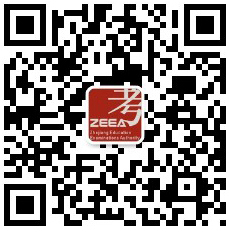 考
ZEEA
Zhejiang Education
Examinations Authority